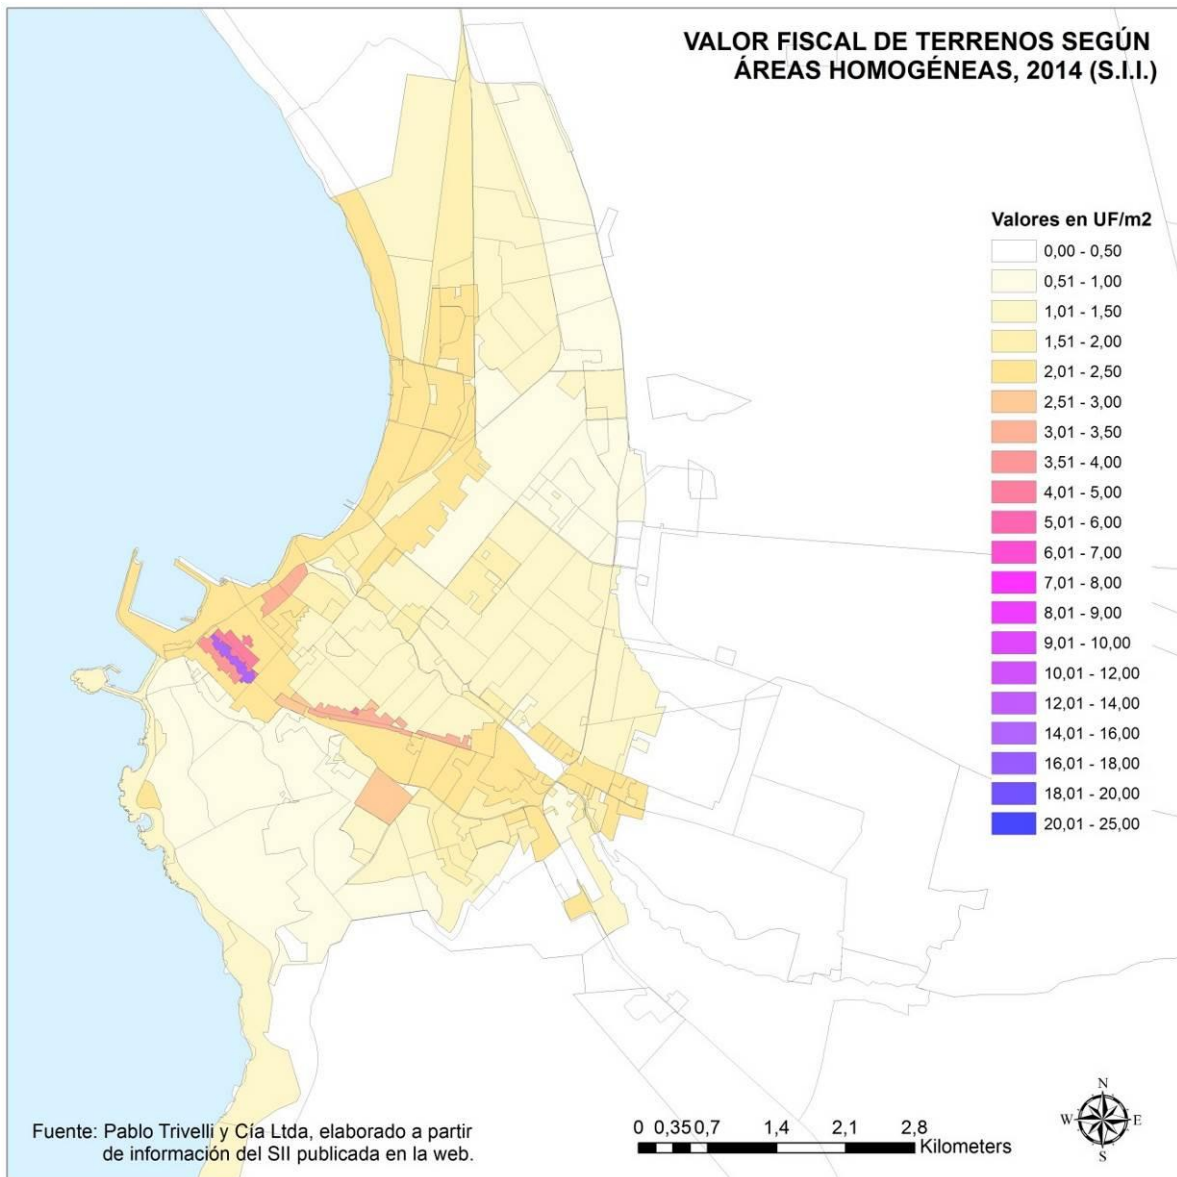 VALOR FISCAL DE TERRENOS SEGÚN
ÁREAS HOMOGÉNEAS, 2014 (S.I.I.)
Valores en UF/m2
0,00 - 0,50
0,51 - 1,00
1,01 - 1,50
1,51 - 2,00
2,01 - 2,50
2,51 - 3,00
3,01 - 3,50
3,51 - 4,00
4,01 - 5,00
5,01 - 6,00
6,01 - 7,00
7,01 - 8,00
8,01 - 9,00
9,01 - 10,00
10,01 - 12,00
12,01 - 14,00
14,01 - 16,00
16,01 - 18,00
18,01 - 20,00
20,01 - 25,00
Fuente: Pablo Trivelli y Cía Ltda, elaborado a partir
de información del SII publicada en la web.
0 0,35 0,7 1,4 2,1 2,8
Kilometers
N
W E
S